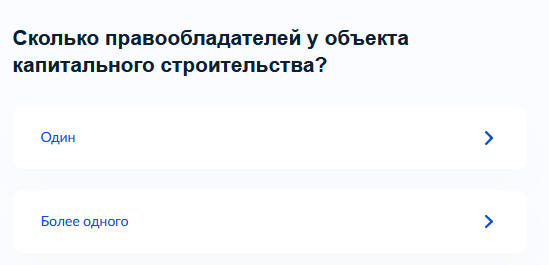 Сколько правообладателей у объекта
капитального строительства?
Один
Более одного